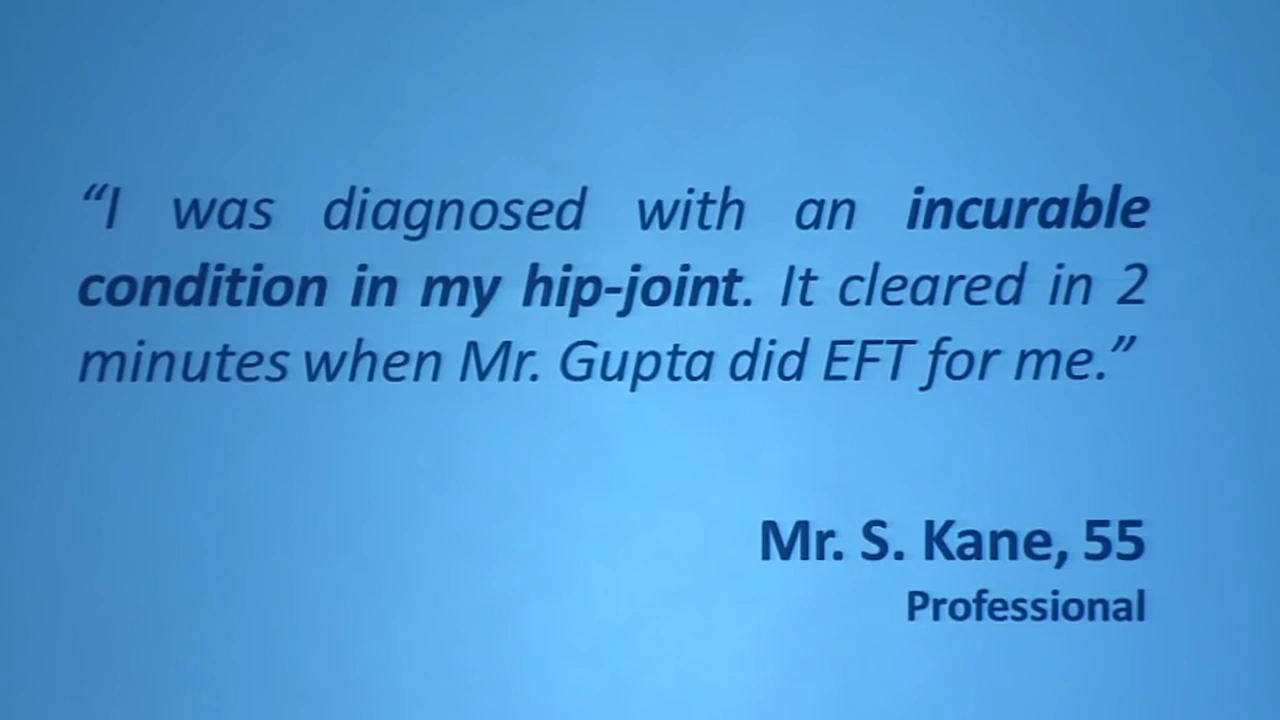 “I was diagnosed with an incurable
condition in my hip-joint. It cleared in 2
minutes when Mr. Gupta did EFT for me.”
Mr. S. Kane, 55
Professional